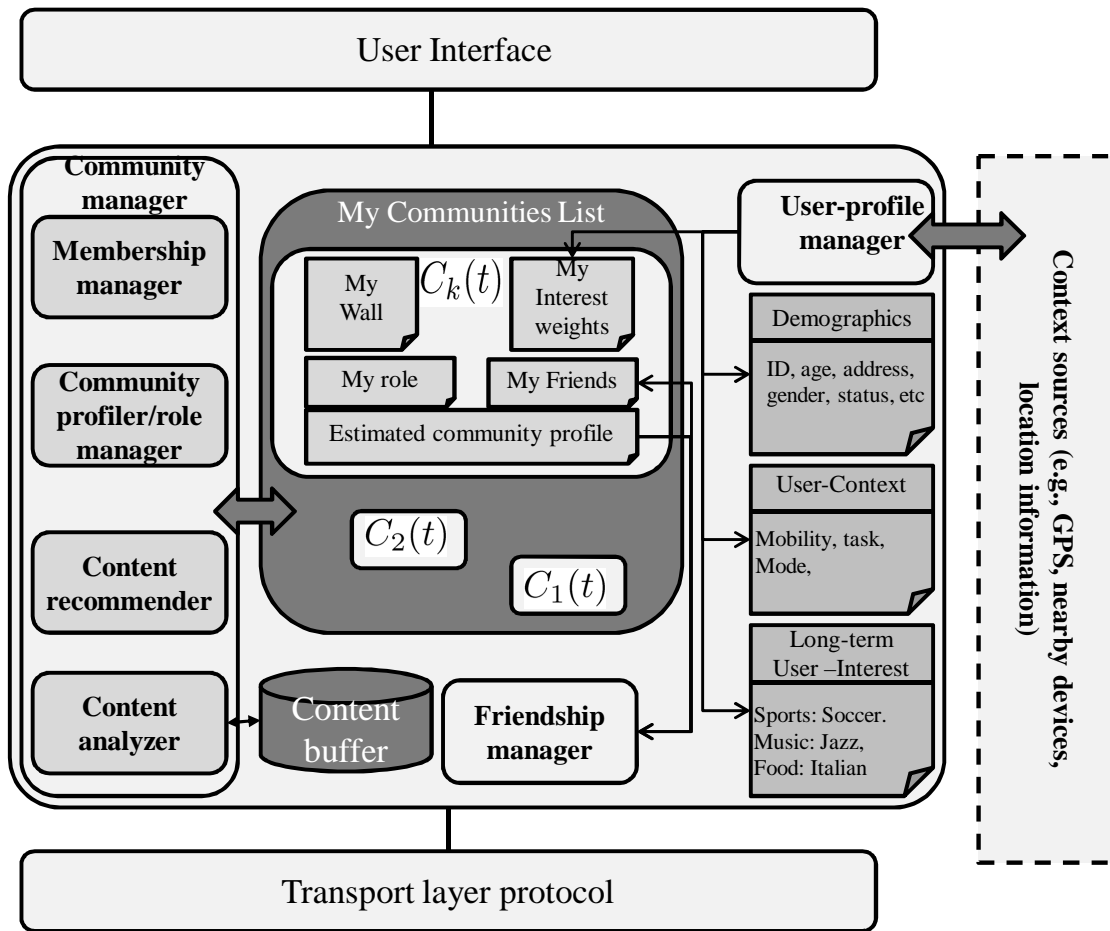 User Interface
Community
manager
Membership
manager
Community
profiler/role
manager
Content
recommender
Content
analyzer
My Communities List
My
Wall
C_k(t)
My
Interest
weights
My role
My Friends
Estimated community profile
C_2(t)
C_1(t)
Content
buffer
Friendship
manager
User-profile
manager
Demographics
ID, age, address,
gender, status, etc
User-Context
Mobility, task,
Mode,
Long-term
User –Interest
Sports: Soccer.
Music: Jazz,
Food: Italian
Context sources (e.g., GPS, nearby devices,
location information)
Transport layer protocol